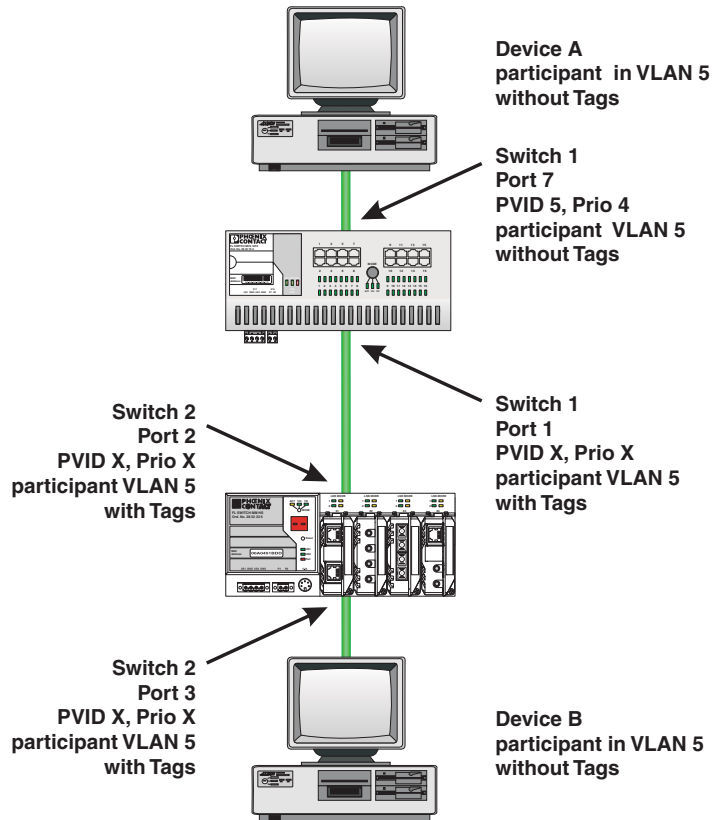 Device A
participant in VLAN 5
without Tags
Switch 1
Port 7
PVID 5, Prio 4
participant VLAN 5
without Tags
PHŒNIX
CONTACT
Switch 1
Port 1
PVID X, Prio X
participant VLAN 5
with Tags
Switch 2
Port 2
PVID X, Prio X
participant VLAN 5
with Tags
PHŒNIX
CONTACT
Switch 2
Port 3
PVID X, Prio X
participant VLAN 5
with Tags
Device B
participant in VLAN 5
without Tags